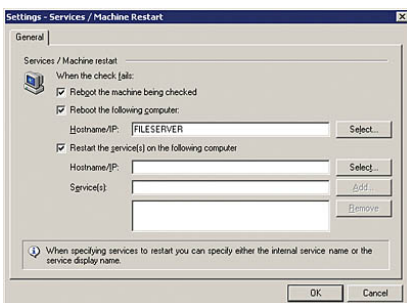 Settings - Services / Machine Restart
General
Services / Machine restart
When the check fails:
Reboot the machine being checked
Reboot the following computer:
Hostname/IP: FILESERVER Select...
Restart the service(s) on the following computer
Hostname/IP: Select...
Service(s): Add...
Remove
When specifying services to restart you can specify either the internal service name or the
service display name.
OK Cancel